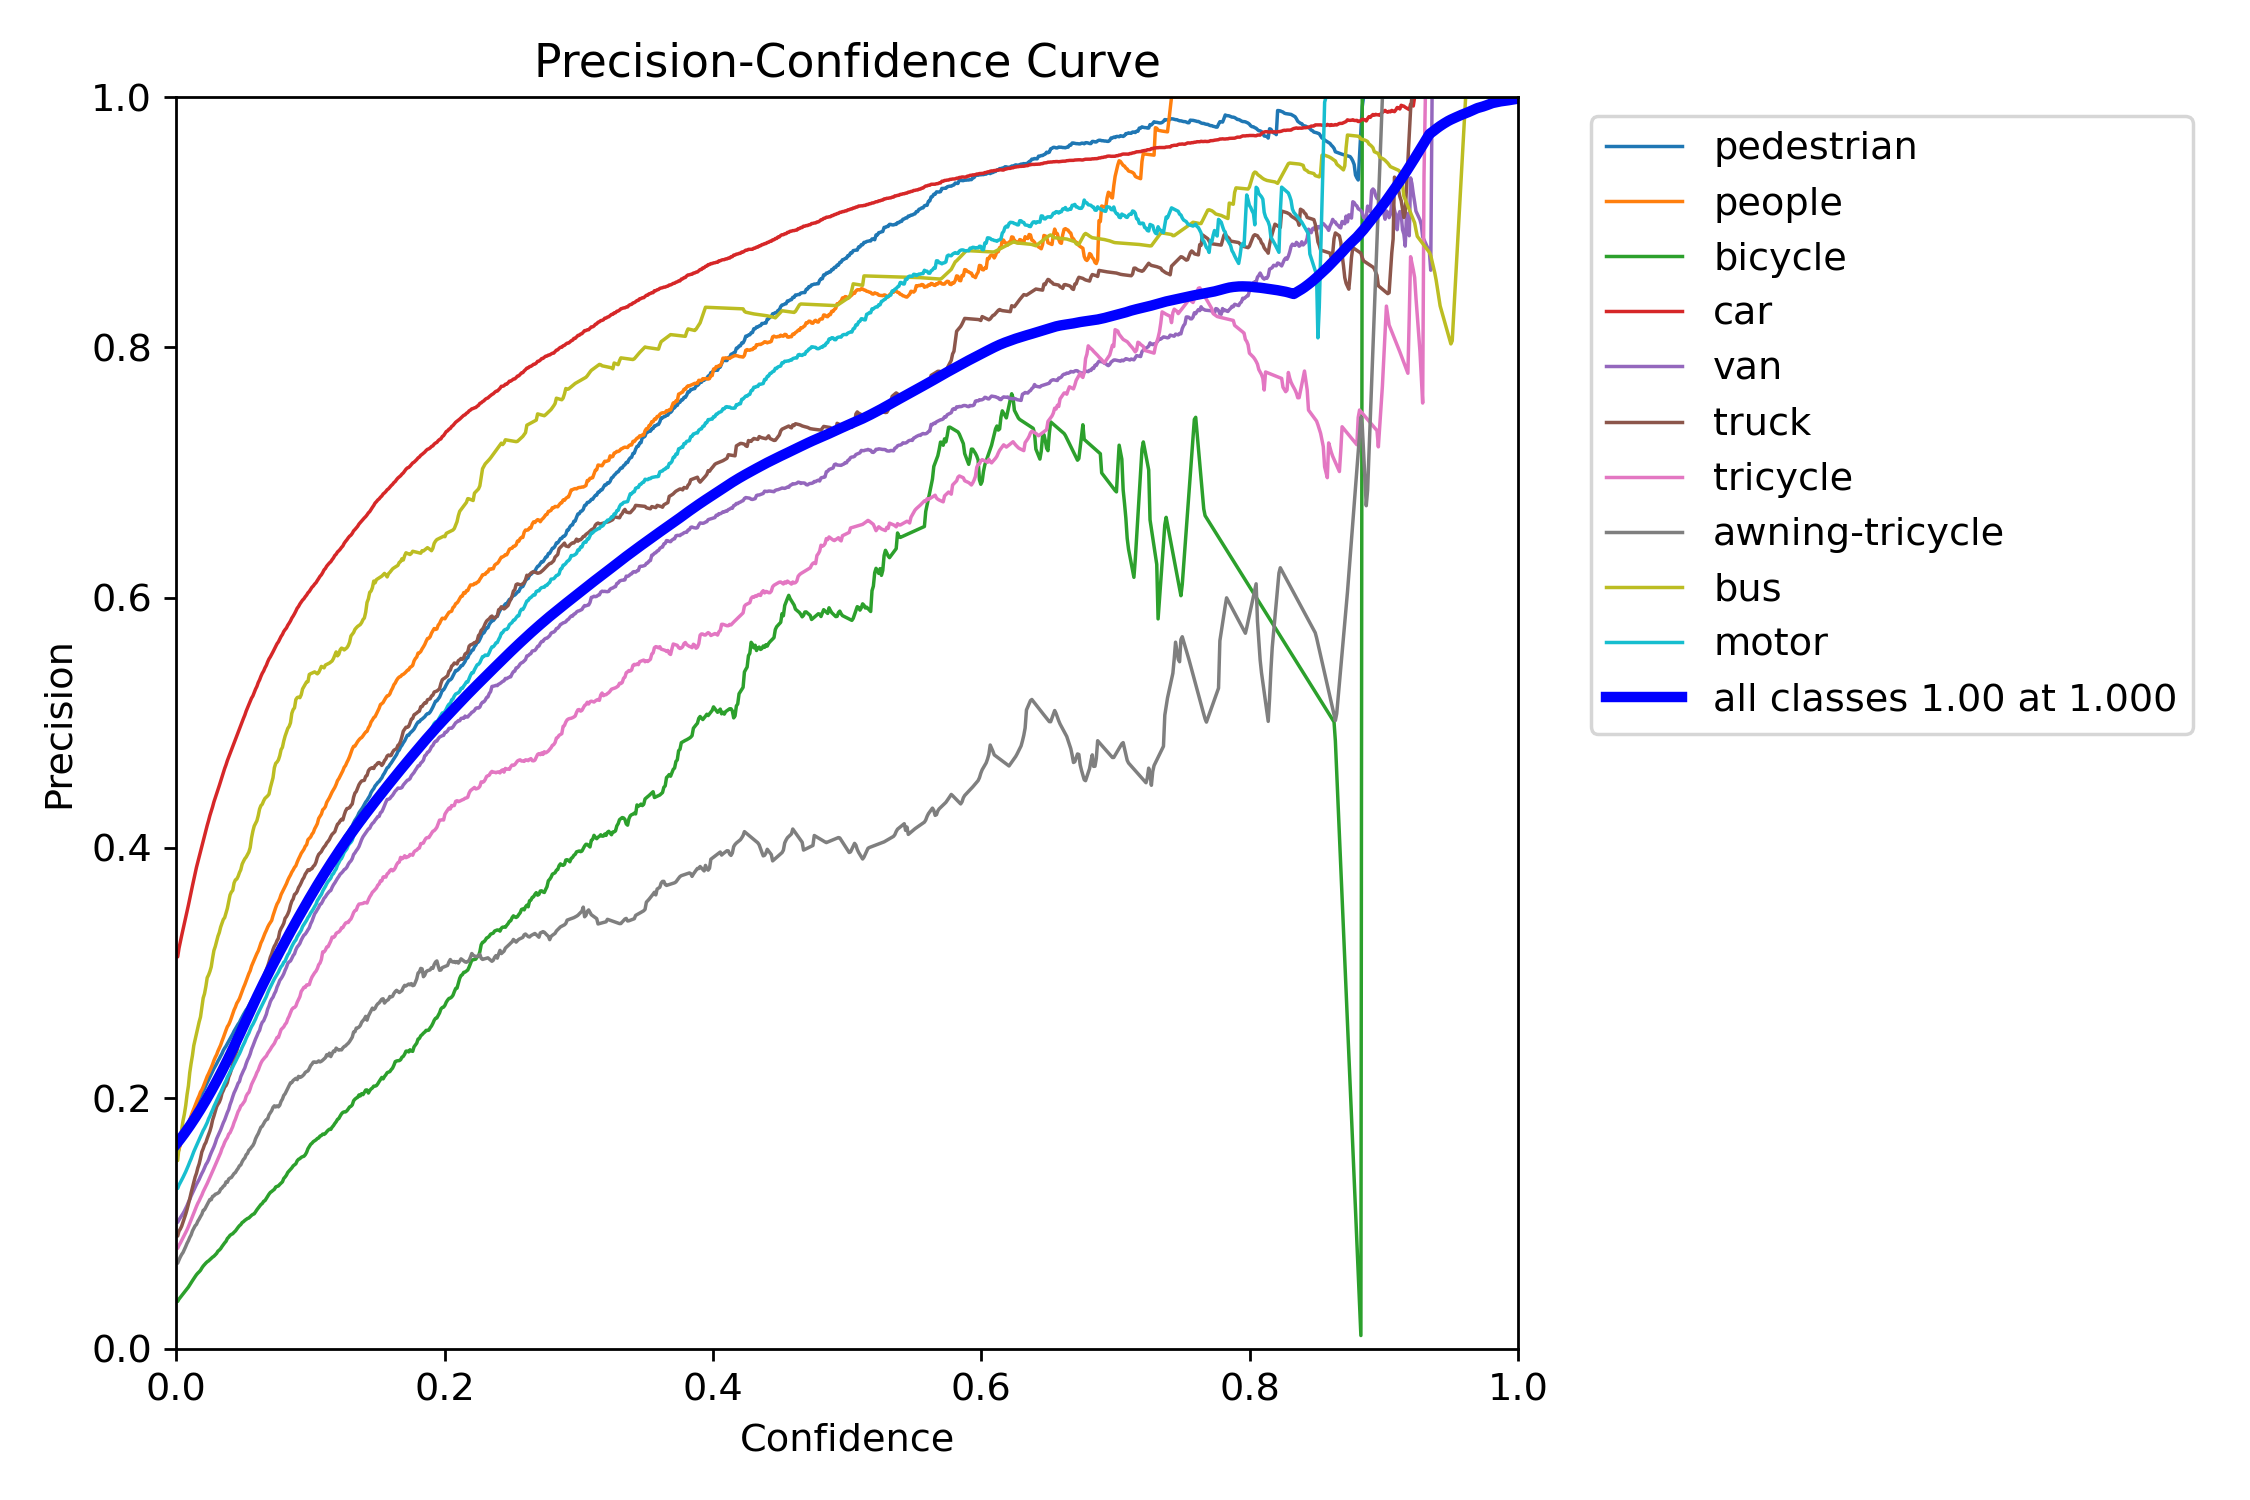 Precision-Confidence Curve
1.0
0.8
0.6
0.4
0.2
0.0
Precision
0.0 0.2 0.4 0.6 0.8 1.0
Confidence
pedestrian
people
bicycle
car
van
truck
tricycle
awning-tricycle
bus
motor
all classes 1.00 at 1.000